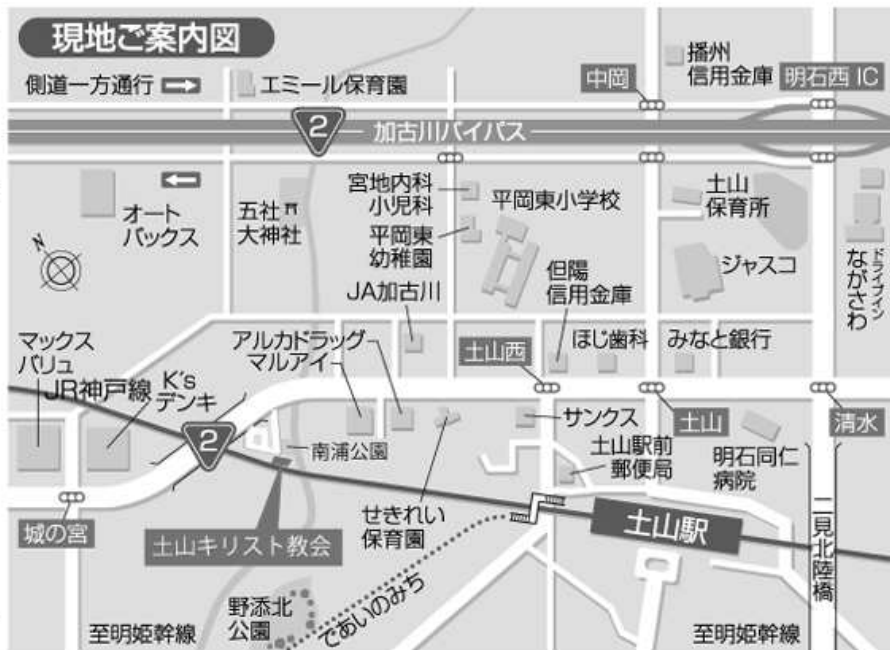 現地ご案内図
側道一方通行
エミール保育園
中岡
播州
信用金庫
明石西 IC
2
加古川バイパス
オート
バックス
五社
大神社
宮地内科
小児科
平岡東
幼稚園
平岡東小学校
土山
保育所
ジャスコ
ドライブイン
ながさわ
N
JA加古川
但陽
信用金庫
マックス
バリュ
JR神戸線
K's
デンキ
アルカドラッグ
マルアイ
土山西
ほじ歯科
みなと銀行
2
南浦公園
サンクス
土山
清水
土山駅前
郵便局
明石同仁
病院
城の宮
土山キリスト教会
せきれい
保育園
土山駅
二見北陸橋
野添北
公園
であいのみち
至明姫幹線
至明姫幹線